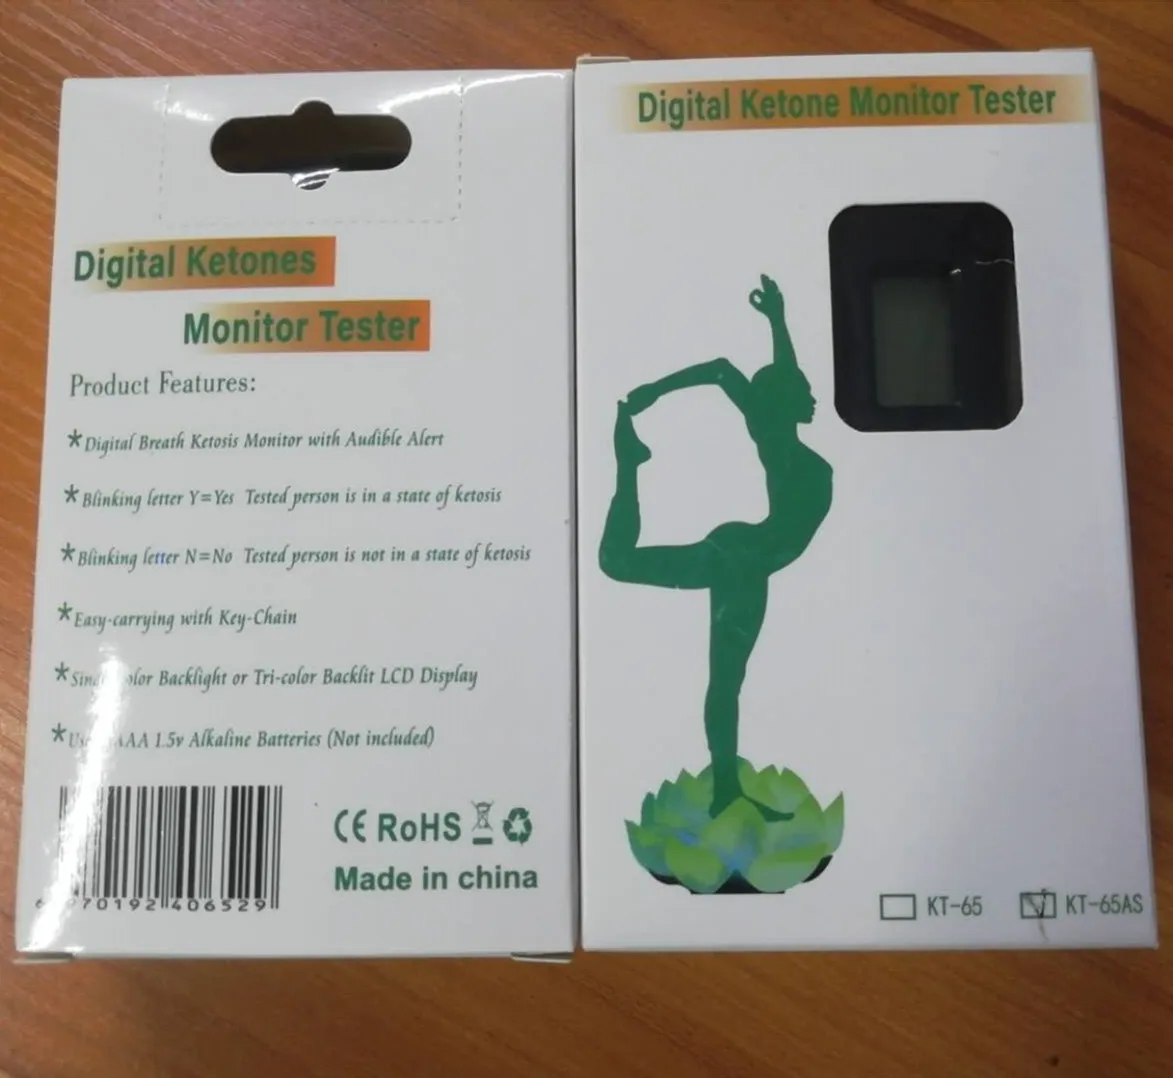 Digital Ketones
Monitor Tester
Product Features:
*Digital Breath Ketosis Monitor with Audible Alert
*Blinking letter Y=Yes Tested person is in a state of ketosis
*Blinking letter N=No Tested person is not in a state of ketosis
*Easy-carrying with Key-Chain
* Backlight or Tri-color Backlit LCD Display
* 1.5v Alkaline Batteries (Not included)
CE RoHS
Made in china
970192 406529
Digital Ketone Monitor Tester
KT-65
KT-65AS